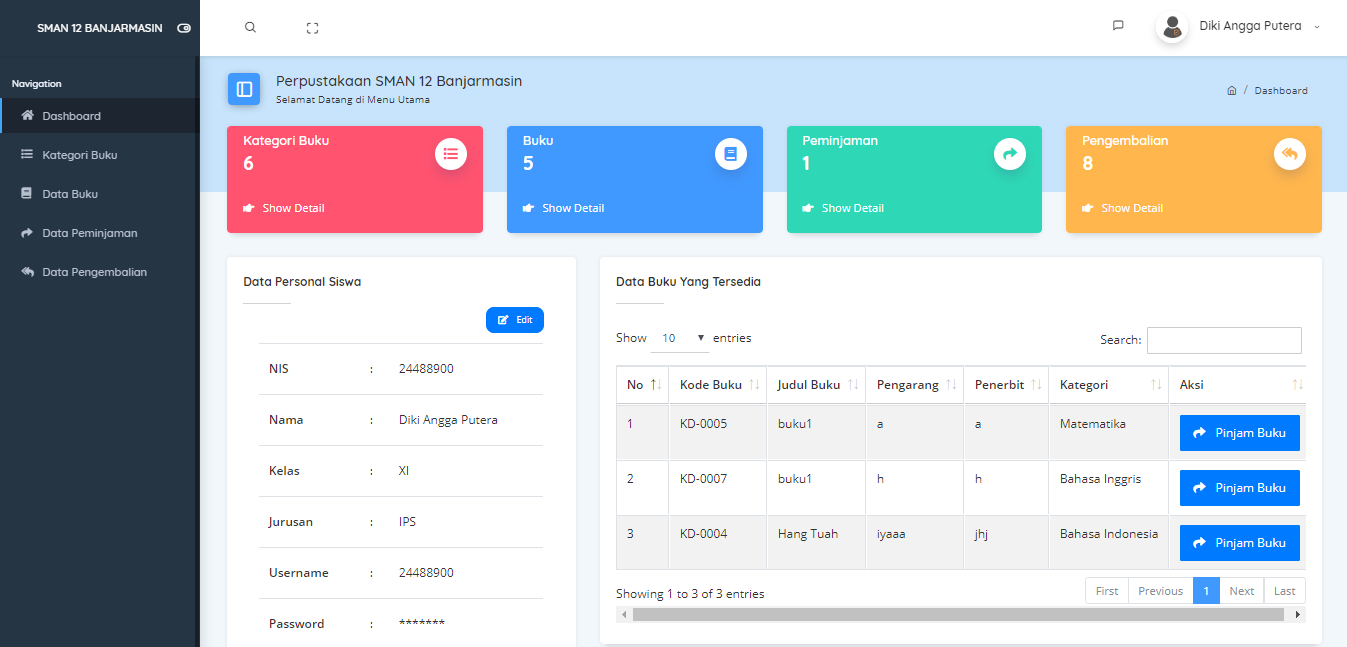 SMAN 12 BANJARMASIN
Diki Angga Putera
Navigation
Dashboard
Kategori Buku
Data Buku
Data Peminjaman
Data Pengembalian
Perpustakaan SMAN 12 Banjarmasin
Selamat Datang di Menu Utama
/ Dashboard
Kategori Buku
6
Show Detail
Buku
5
Show Detail
Peminjaman
1
Show Detail
Pengembalian
8
Show Detail
Data Personal Siswa
Edit
NIS : 24488900
Nama : Diki Angga Putera
Kelas : XI
Jurusan : IPS
Username : 24488900
Password : *******
Data Buku Yang Tersedia
Show 10 entries
Search:
No Kode Buku Judul Buku Pengarang Penerbit Kategori Aksi
1 KD-0005 buku1 a a Matematika Pinjam Buku
2 KD-0007 buku1 h h Bahasa Inggris Pinjam Buku
3 KD-0004 Hang Tuah iyaaa jhj Bahasa Indonesia Pinjam Buku
Showing 1 to 3 of 3 entries
First Previous 1 Next Last